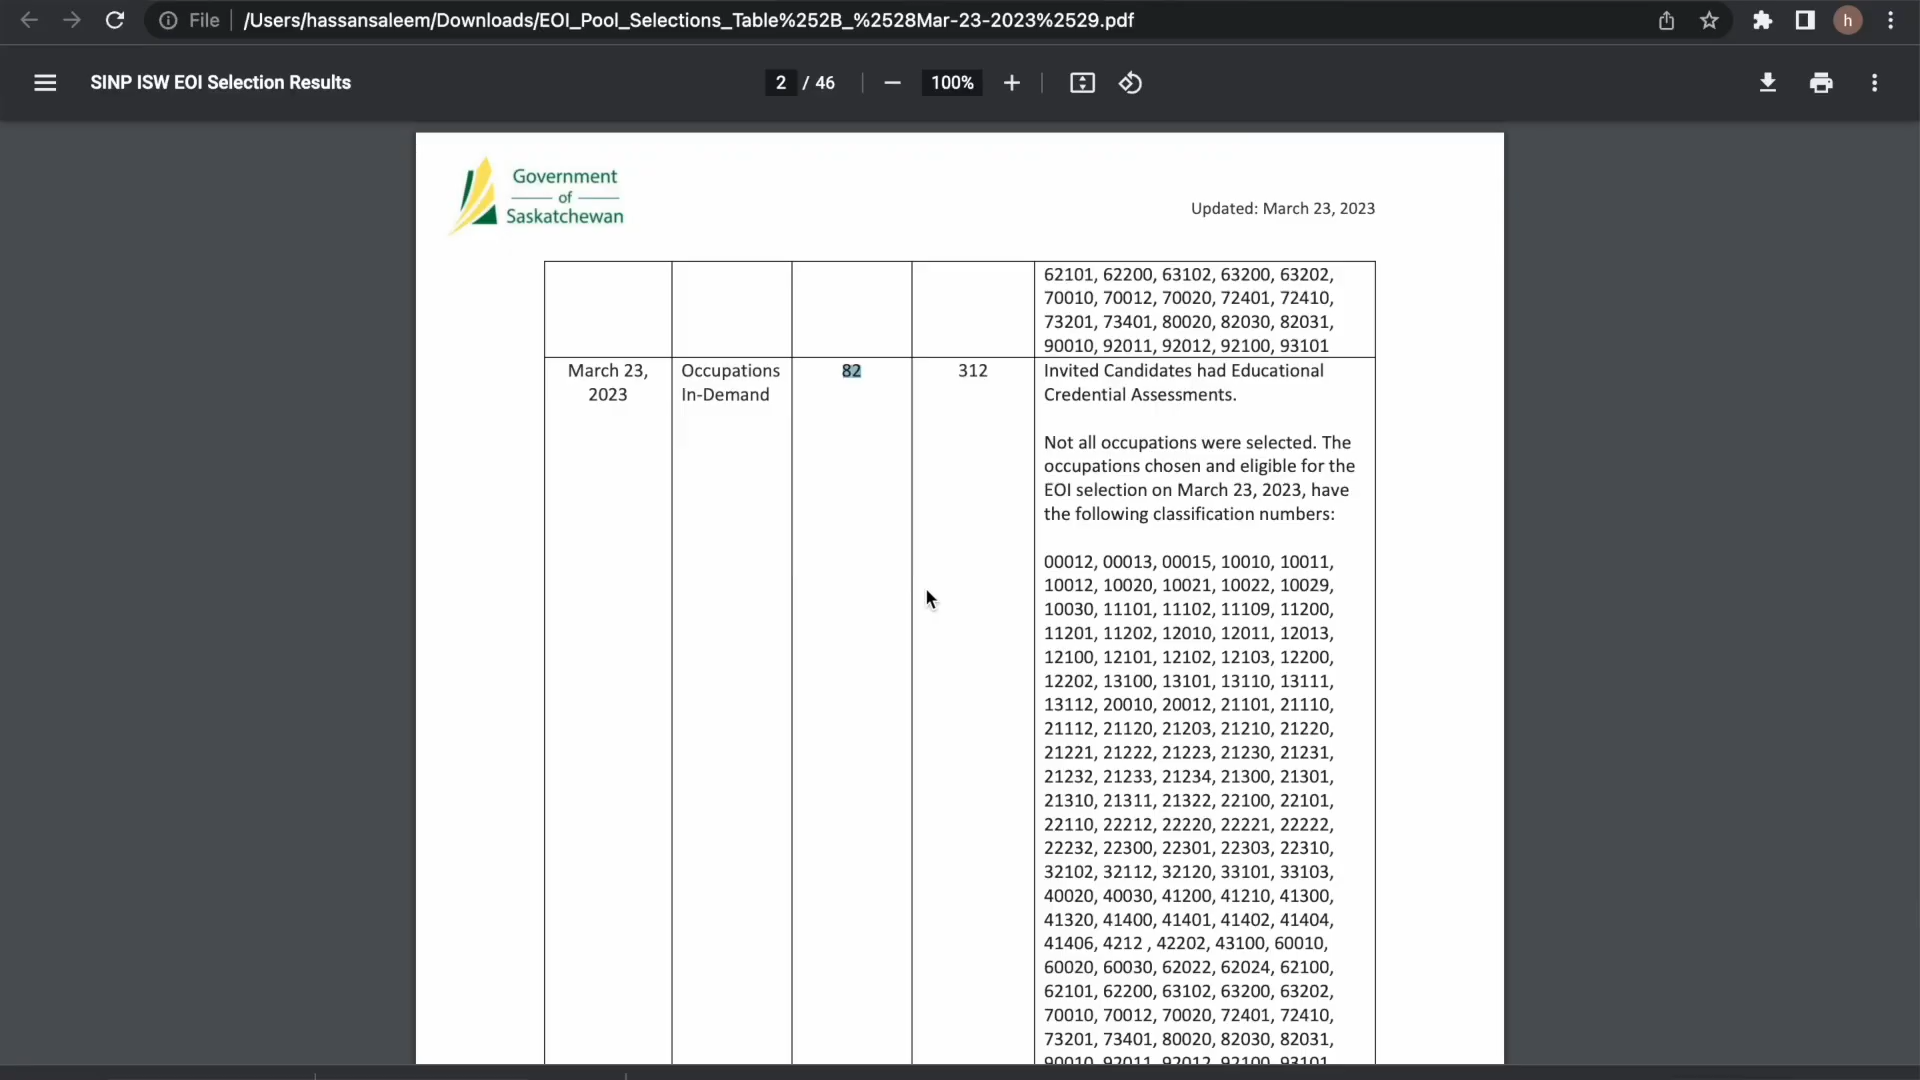 File
/Users/hassansaleem/Downloads/EOI_Pool_Selections_Table%252B_%2528Mar-23-2023%2529.pdf
h
SINP ISW EOI Selection Results
2 / 46
100%
Government
of
Saskatchewan
Updated: March 23, 2023
62101, 62200, 63102, 63200, 63202,
70010, 70012, 70020, 72401, 72410,
73201, 73401, 80020, 82030, 82031,
90010, 92011, 92012, 92100, 93101
March 23,
2023
Occupations
In-Demand
82
312
Invited Candidates had Educational
Credential Assessments.
Not all occupations were selected. The
occupations chosen and eligible for the
EOI selection on March 23, 2023, have
the following classification numbers:
00012, 00013, 00015, 10010, 10011,
10012, 10020, 10021, 10022, 10029,
10030, 11101, 11102, 11109, 11200,
11201, 11202, 12010, 12011, 12013,
12100, 12101, 12102, 12103, 12200,
12202, 13100, 13101, 13110, 13111,
13112, 20010, 20012, 21101, 21110,
21112, 21120, 21203, 21210, 21220,
21221, 21222, 21223, 21230, 21231,
21232, 21233, 21234, 21300, 21301,
21310, 21311, 21322, 22100, 22101,
22110, 22212, 22220, 22221, 22222,
22232, 22300, 22301, 22303, 22310,
32102, 32112, 32120, 33101, 33103,
40020, 40030, 41200, 41210, 41300,
41320, 41400, 41401, 41402, 41404,
41406, 4212 , 42202, 43100, 60010,
60020, 60030, 62022, 62024, 62100,
62101, 62200, 63102, 63200, 63202,
70010, 70012, 70020, 72401, 72410,
73201, 73401, 80020, 82030, 82031,
90010, 92011, 92012, 92100, 93101